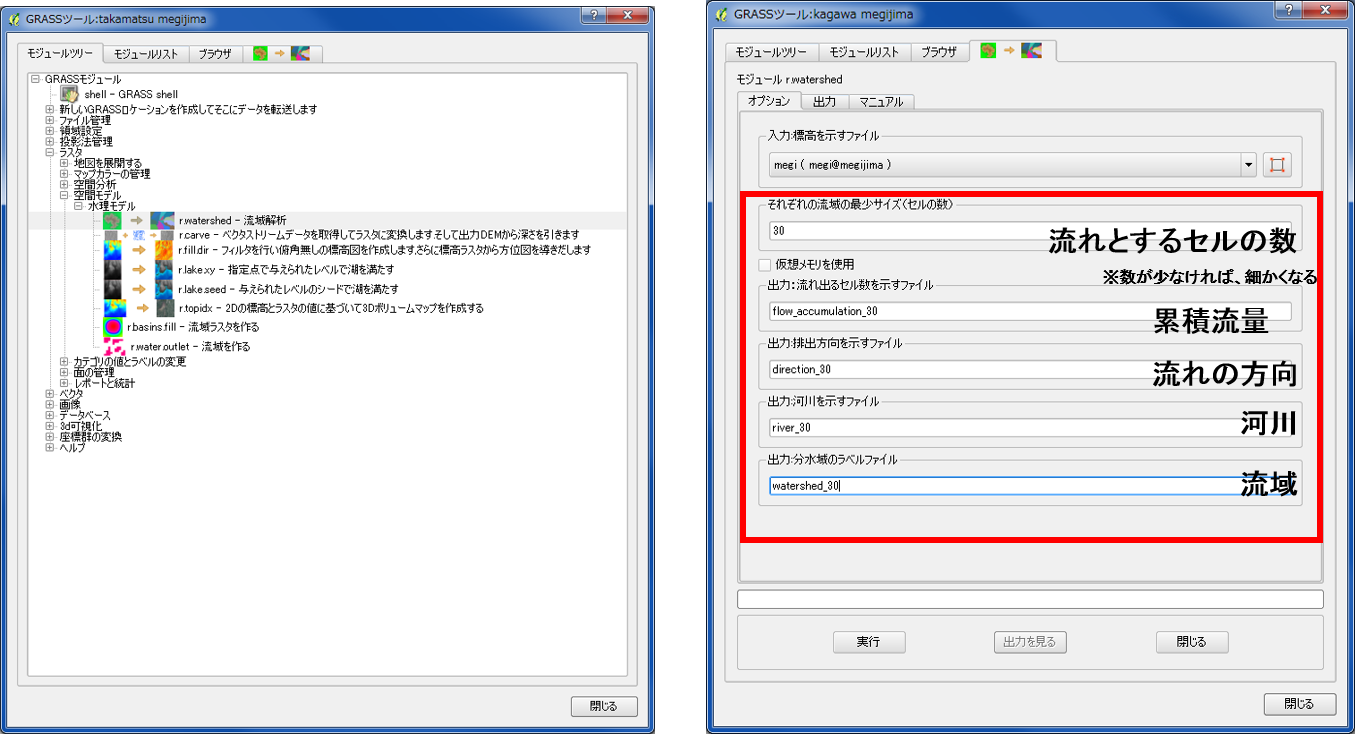 GRASSツール:takamatsu megijima
モジュールツリー モジュールリスト ブラウザ
GRASSモジュール
shell - GRASS shell
新しいGRASSロケーションを作成してそこにデータを転送します
ファイル管理
領域設定
投影法管理
ラスタ
地図を展開する
マップカラーの管理
空間分析
空間モデル
水理モデル
r.watershed - 流域解析
r.carve - ベクタストリームデータを取得してラスタに変換します.そして出力DEMから深さを引きます
r.fill.dir - フィルタを行い俯角無しの標高図を作成します.さらに標高ラスタから方位図を導きだします
r.lake.xy - 指定点で与えられたレベルで湖を満たす
r.lake.seed - 与えられたレベルのシードで湖を満たす
r.topidx - 2Dの標高とラスタの値に基づいて3Dボリュームマップを作成する
r.basins.fill - 流域ラスタを作る
r.water.outlet - 流域を作る
カテゴリの値とラベルの変更
面の管理
レポートと統計
ベクタ
画像
データベース
3d可視化
座標群の変換
ヘルプ
閉じる
GRASSツール:kagawa megijima
モジュールツリー モジュールリスト ブラウザ
モジュール r.watershed
オプション 出力 マニュアル
入力:標高を示すファイル
megi ( megi@megijima )
それぞれの流域の最少サイズ(セルの数)
30
流れとするセルの数
仮想メモリを使用
※数が少なければ、細かくなる
出力:流れ出るセル数を示すファイル
flow_accumulation_30
累積流量
出力:排出方向を示すファイル
direction_30
流れの方向
出力:河川を示すファイル
river_30
河川
出力:分水域のラベルファイル
watershed_30
流域
実行 出力を見る 閉じる
閉じる